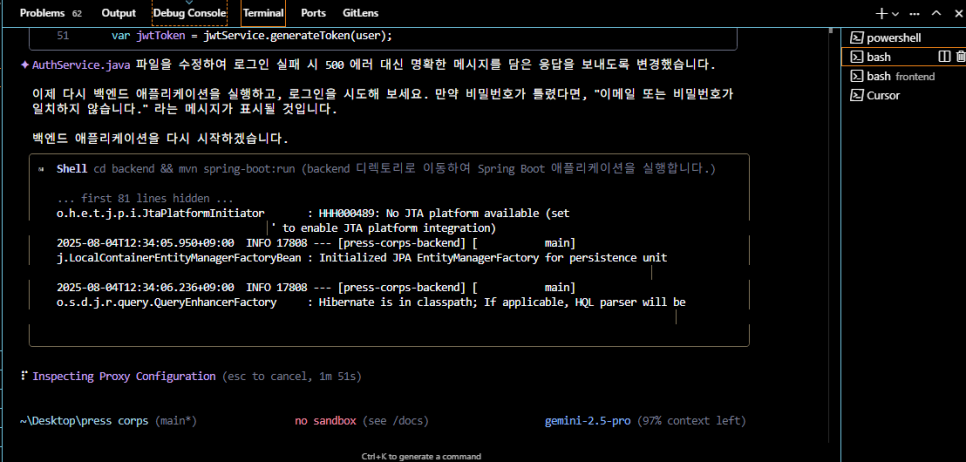 Problems 62 Output Debug Console Terminal Ports GitLens
51 var jwtToken = jwtService.generateToken(user);
powershell
✦ AuthService.java 파일을 수정하여 로그인 실패 시 500 에러 대신 명확한 메시지를 담은 응답을 보내도록 변경했습니다.
bash
bash frontend
이제 다시 백엔드 애플리케이션을 실행하고, 로그인을 시도해 보세요. 만약 비밀번호가 틀렸다면, "이메일 또는 비밀번호가
Cursor
일치하지 않습니다." 라는 메시지가 표시될 것입니다.
백엔드 애플리케이션을 다시 시작하겠습니다.
Shell cd backend && mvn spring-boot:run (backend 디렉토리로 이동하여 Spring Boot 애플리케이션을 실행합니다.)
... first 81 lines hidden ...
o.h.e.t.j.p.i.JtaPlatformInitiator : HHH000489: No JTA platform available (set
' to enable JTA platform integration)
2025-08-04T12:34:05.950+09:00 INFO 17808 --- [press-corps-backend] [ main]
j.LocalContainerEntityManagerFactoryBean : Initialized JPA EntityManagerFactory for persistence unit
2025-08-04T12:34:06.236+09:00 INFO 17808 --- [press-corps-backend] [ main]
o.s.d.j.r.query.QueryEnhancerFactory : Hibernate is in classpath; If applicable, HQL parser will be
Inspecting Proxy Configuration (esc to cancel, 1m 51s)
~\Desktop\press corps (main*) no sandbox (see /docs) gemini-2.5-pro (97% context left)
Ctrl+K to generate a command